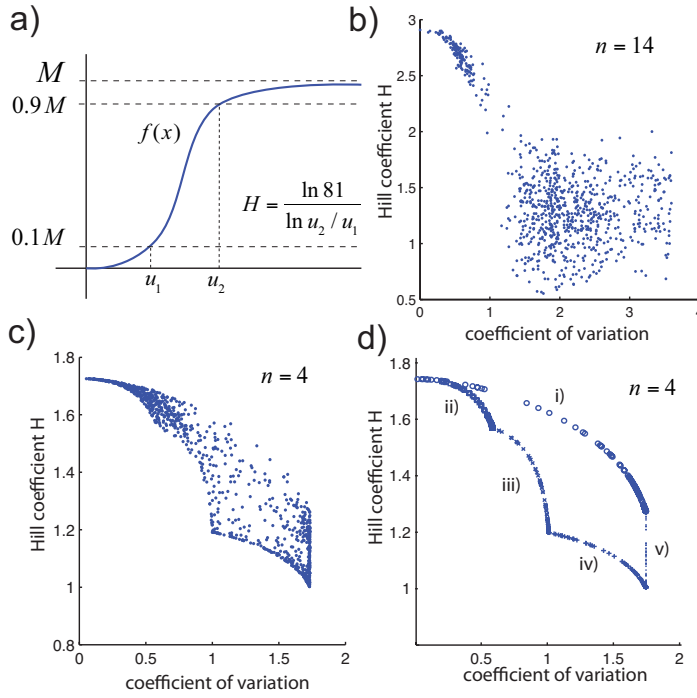 a)
M
0.9 M
f(x)
H = ln 81 / ln u2 / u1
0.1 M
u1
u2
b)
n = 14
Hill coefficient H
3
2.5
2
1.5
1
0.5
0
1
2
3
4
coefficient of variation
c)
n = 4
Hill coefficient H
1.8
1.6
1.4
1.2
1
0.8
0
0.5
1
1.5
2
coefficient of variation
d)
n = 4
Hill coefficient H
1.8
1.6
1.4
1.2
1
i)
ii)
iii)
iv)
v)
0.5
1
1.5
2
coefficient of variation